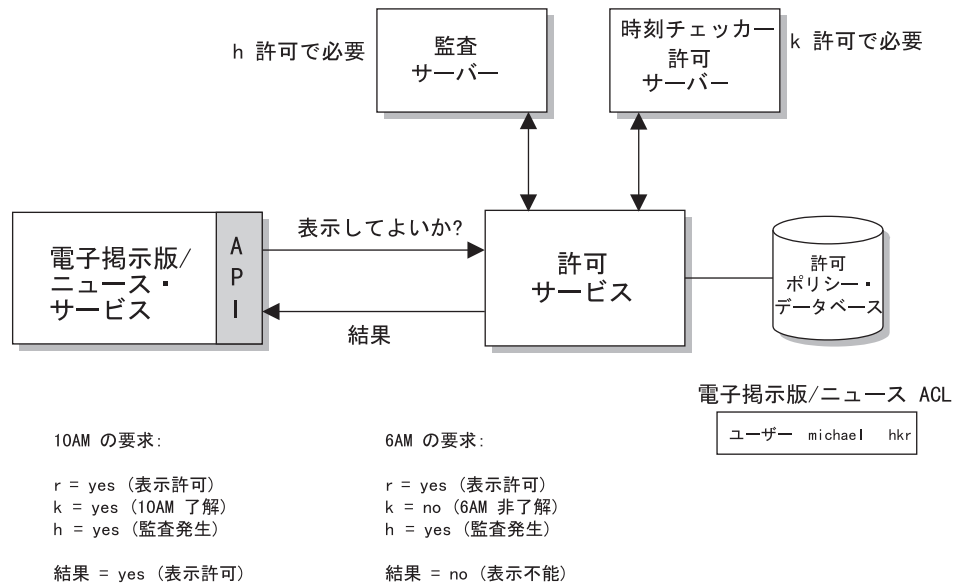 h 許可で必要
監査
サーバー
時刻チェッカー
許可
サーバー
k 許可で必要
電子掲示版/
ニュース・
サービス
A
P
I
表示してよいか?
結果
許可
サービス
許可
ポリシー・
データベース
電子掲示版/ニュース ACL
ユーザー michael hkr
10AM の要求:
r = yes (表示許可)
k = yes (10AM 了解)
h = yes (監査発生)
結果 = yes (表示許可)
6AM の要求:
r = yes (表示許可)
k = no (6AM 非了解)
h = yes (監査発生)
結果 = no (表示不能)